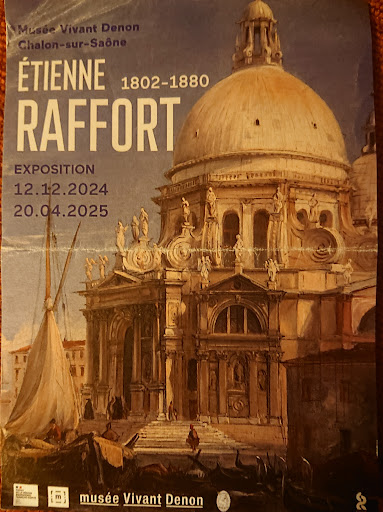 Musée Vivant Denon
Chalon-sur-Saône
ÉTIENNE 1802-1880
RAFFORT
EXPOSITION
12.12.2024
20.04.2025
[m]
musée Vivant Denon